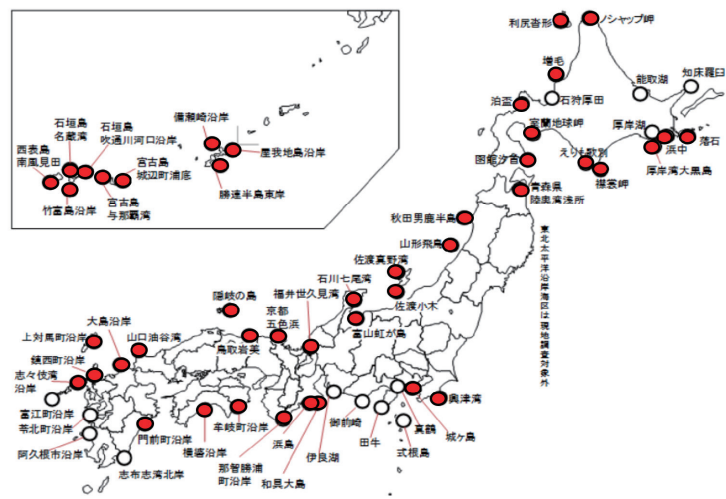 利尻沓形
ノシャップ岬
増毛
知床羅臼
能取湖
石狩厚田
泊盃
室蘭地球岬
厚岸湖
落石
浜中
えりも歌別
厚岸湾大黒島
襟裳岬
函館汐首
青森県
陸奥湾浅所
備瀬崎沿岸
屋我地島沿岸
勝連半島東岸
石垣島
名蔵湾
石垣島
吹通川河口沿岸
西表島
南風見田
宮古島
城辺町浦底
竹富島沿岸
宮古島
与那覇湾
秋田男鹿半島
山形飛島
東北太平洋沿岸海図は現地調査対象外
佐渡真野湾
石川七尾湾
佐渡小木
隠岐の島
福井世久見湾
京都
五色浜
富山虹が島
大島沿岸
上対馬町沿岸
山口油谷湾
鳥取岩美
鎮西町沿岸
志々伎湾
沿岸
興津湾
富江町沿岸
苓北町沿岸
阿久根市沿岸
門前町沿岸
志布志湾北岸
横浪沿岸
牟岐町沿岸
那智勝浦
町沿岸
浜島
和具大島
伊良湖
御前崎
田牛
真鶴
式根島
城ヶ島